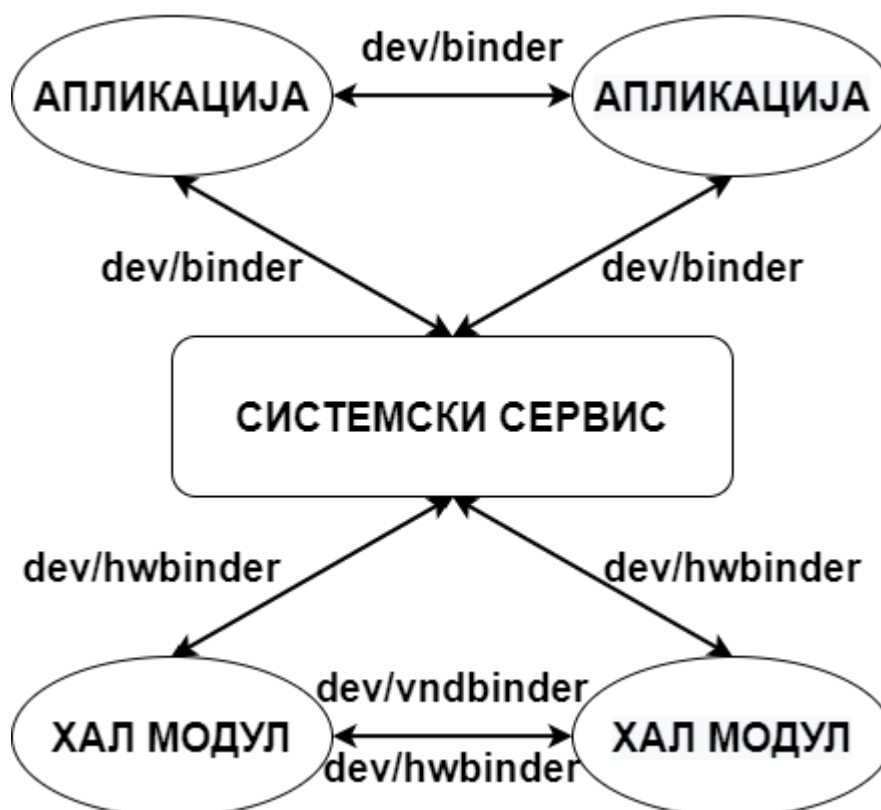 dev/binder
АПЛИКАЦИЈА
АПЛИКАЦИЈА
dev/binder
dev/binder
СИСТЕМСКИ СЕРВИС
dev/hwbinder
dev/hwbinder
dev/vndbinder
ХАЛ МОДУЛ
ХАЛ МОДУЛ
dev/hwbinder